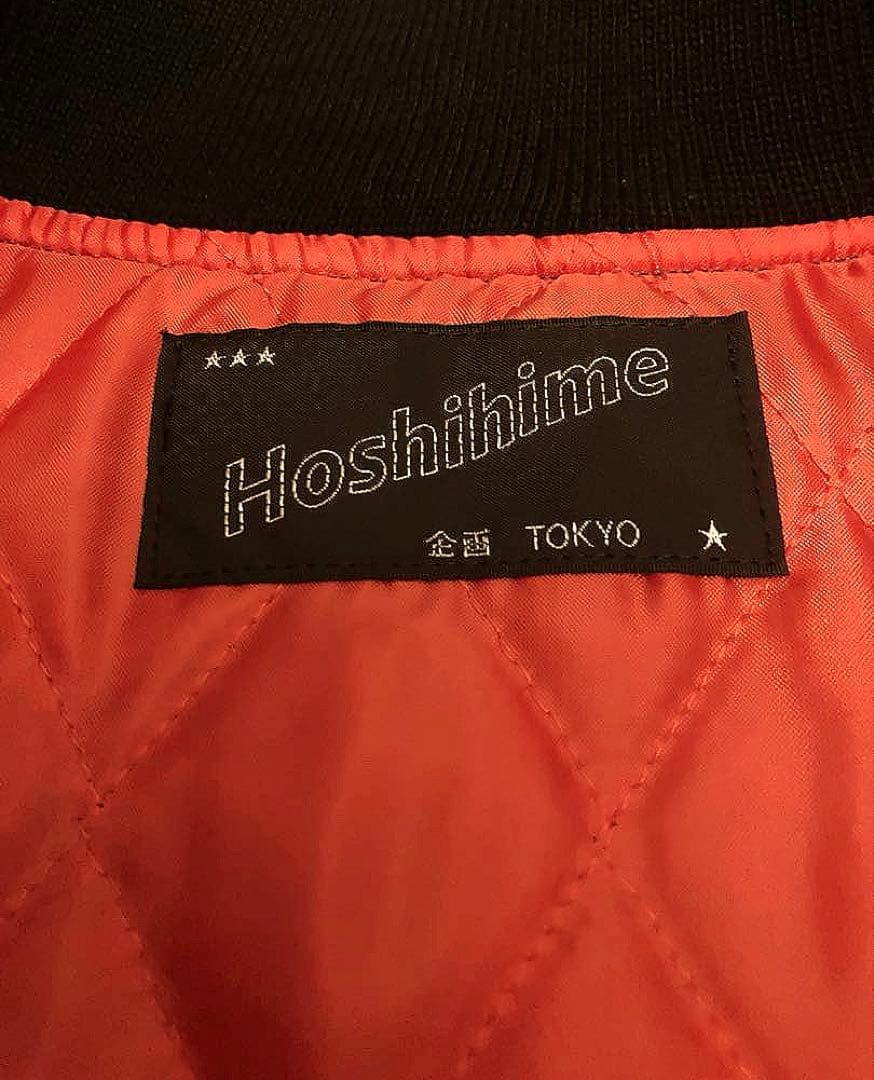 ★★★
Hoshihime
企画 TOKYO ★